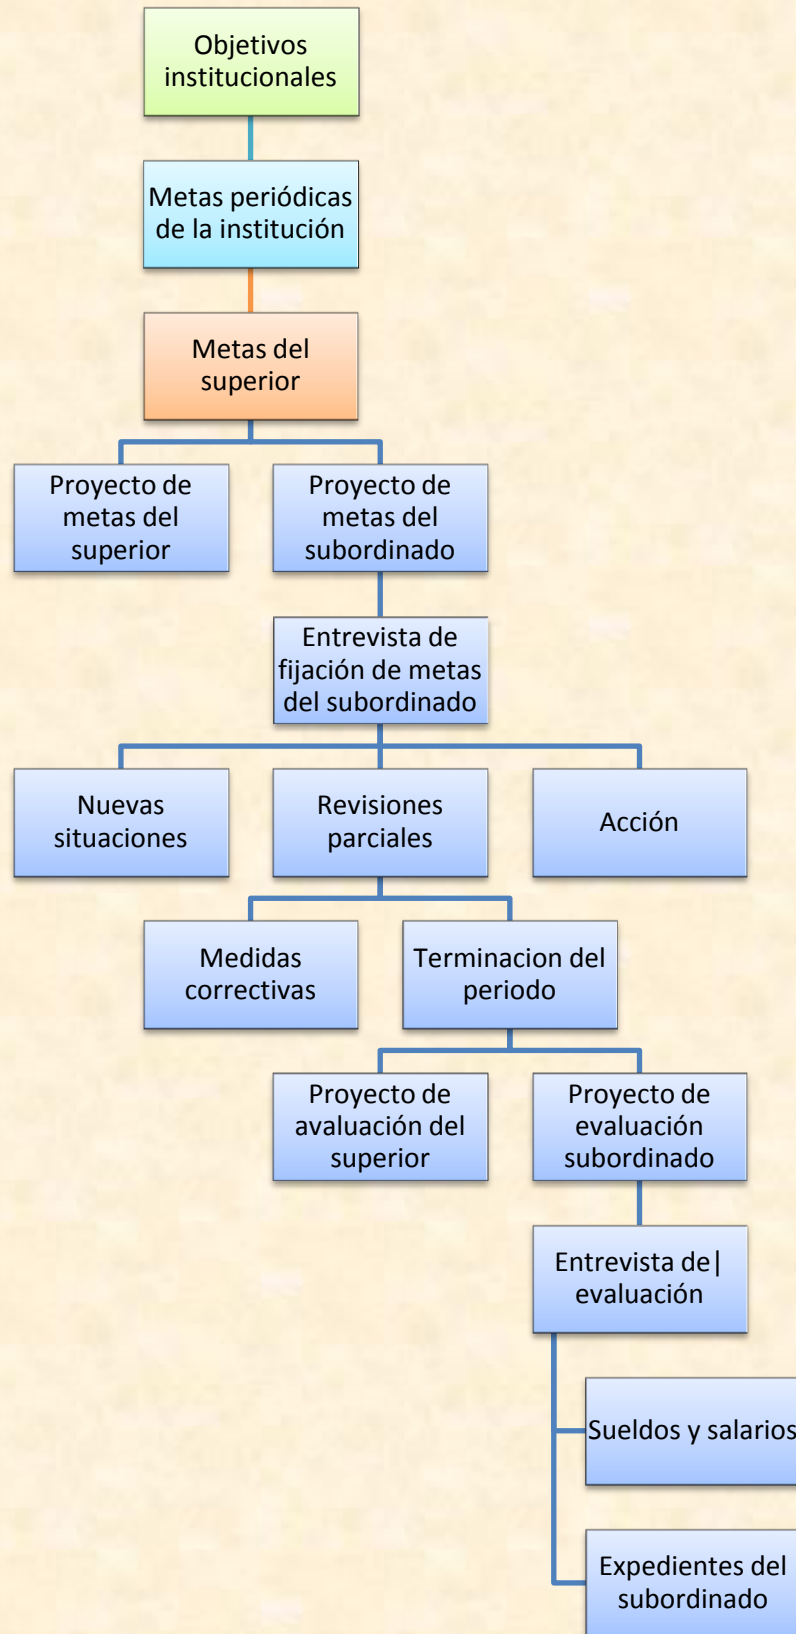 Objetivos
institucionales
Metas periódicas
de la institución
Metas del
superior
Proyecto de
metas del
superior
Proyecto de
metas del
subordinado
Entrevista de
fijación de metas
del subordinado
Nuevas
situaciones
Revisiones
parciales
Acción
Medidas
correctivas
Terminacion del
periodo
Proyecto de
avaluación del
superior
Proyecto de
evaluación
subordinado
Entrevista de|
evaluación
Sueldos y salarios
Expedientes del
subordinado